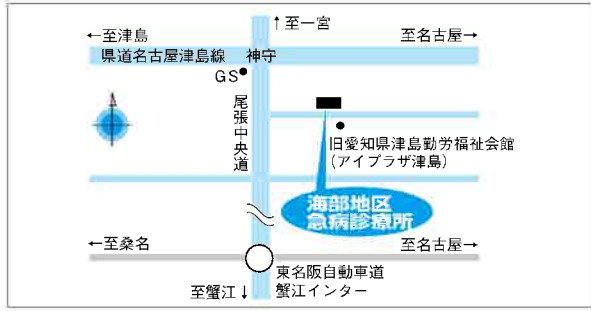 ↑至一宮
←至津島
至名古屋→
県道名古屋津島線 神守
GS
尾張中央道
旧愛知県津島勤労福祉会館
(アイプラザ津島)
海部地区
急病診療所
←至桑名
至名古屋→
東名阪自動車道
蟹江インター
至蟹江↓